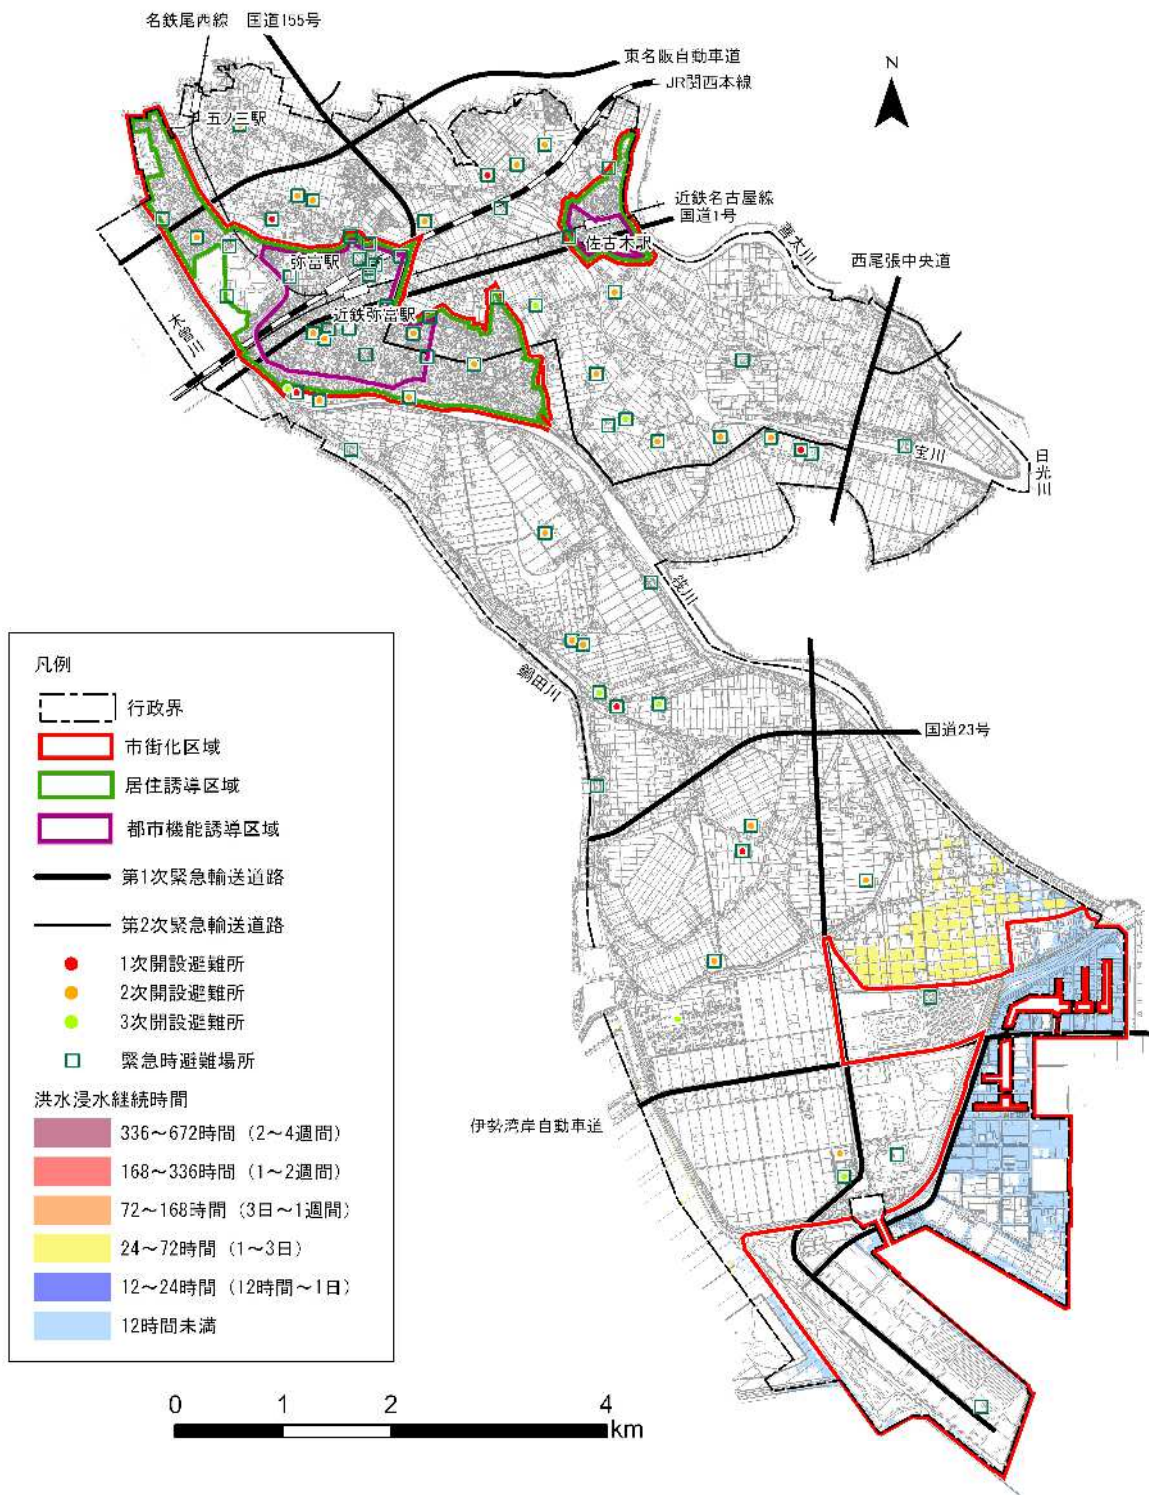 名鉄尾西線
国道155号
東名阪自動車道
JR関西本線
N
五ノ三駅
近鉄名古屋線
国道1号
佐古木駅
善太川
西尾張中央道
弥富駅
近鉄弥富駅
木曽川
宝川
日光川
筏川
鍋田川
国道23号
伊勢湾岸自動車道
凡例
行政界
市街化区域
居住誘導区域
都市機能誘導区域
第1次緊急輸送道路
第2次緊急輸送道路
1次開設避難所
2次開設避難所
3次開設避難所
緊急時避難場所
洪水浸水継続時間
336～672時間（2～4週間）
168～336時間（1～2週間）
72～168時間（3日～1週間）
24～72時間（1～3日）
12～24時間（12時間～1日）
12時間未満
0 1 2 4
km